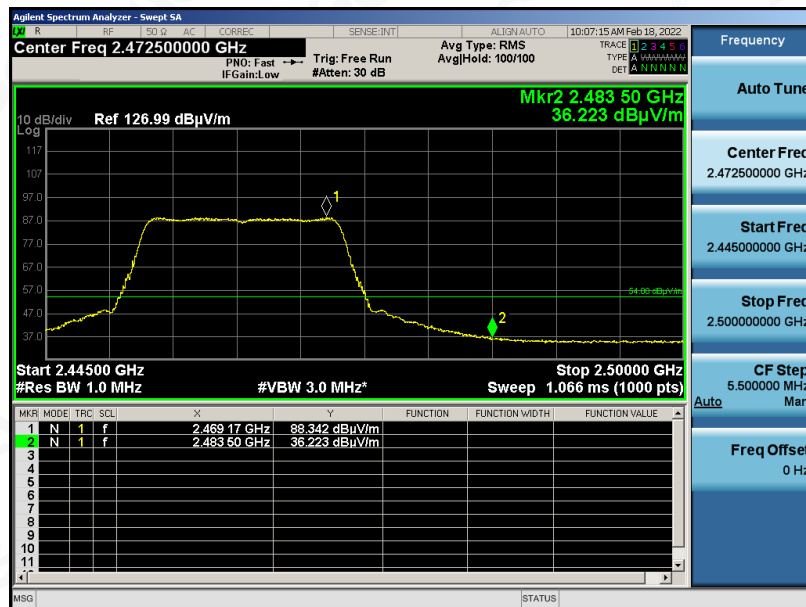 Agilent Spectrum Analyzer - Swept SA
LXI R RF 50 Ω AC CORREC SENSE:INT ALIGN AUTO 10:07:15 AM Feb 18, 2022
Center Freq 2.472500000 GHz
PNO: Fast
IFGain:Low
Trig: Free Run
#Atten: 30 dB
Avg Type: RMS
Avg|Hold: 100/100
TRACE 1 2 3 4 5 6
TYPE A WWWWW
DET A N N N N N
Mkr2 2.483 50 GHz
36.223 dBµV/m
10 dB/div Ref 126.99 dBµV/m
Log
117
107
97.0
87.0
77.0
67.0
57.0
47.0
37.0
1
2
54.00 dBµV/m
Start 2.44500 GHz Stop 2.50000 GHz
#Res BW 1.0 MHz #VBW 3.0 MHz* Sweep 1.066 ms (1000 pts)
MKR MODE TRC SCL X Y FUNCTION FUNCTION WIDTH FUNCTION VALUE
1 N 1 f 2.469 17 GHz 88.342 dBµV/m
2 N 1 f 2.483 50 GHz 36.223 dBµV/m
3
4
5
6
7
8
9
10
11
MSG STATUS
Frequency
Auto Tune
Center Freq
2.472500000 GHz
Start Freq
2.445000000 GHz
Stop Freq
2.500000000 GHz
CF Step
5.500000 MHz
Auto Man
Freq Offset
0 Hz